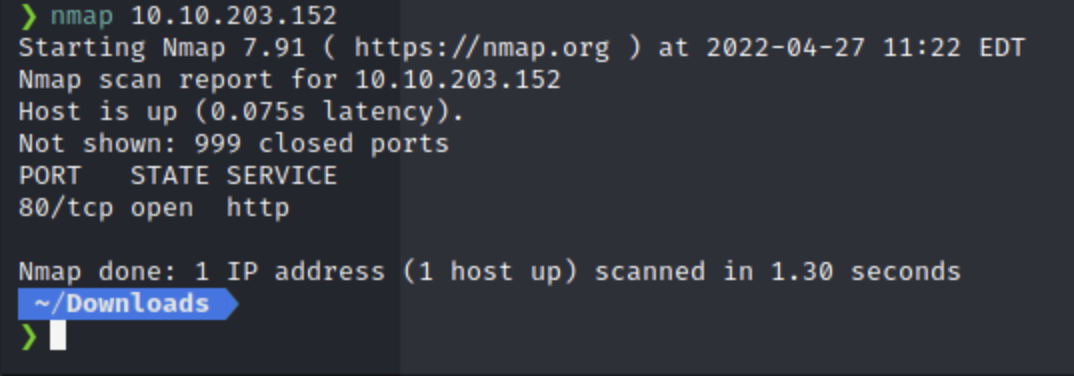 ❯ nmap 10.10.203.152
Starting Nmap 7.91 ( https://nmap.org ) at 2022-04-27 11:22 EDT
Nmap scan report for 10.10.203.152
Host is up (0.075s latency).
Not shown: 999 closed ports
PORT   STATE SERVICE
80/tcp open  http
Nmap done: 1 IP address (1 host up) scanned in 1.30 seconds
~/Downloads
❯